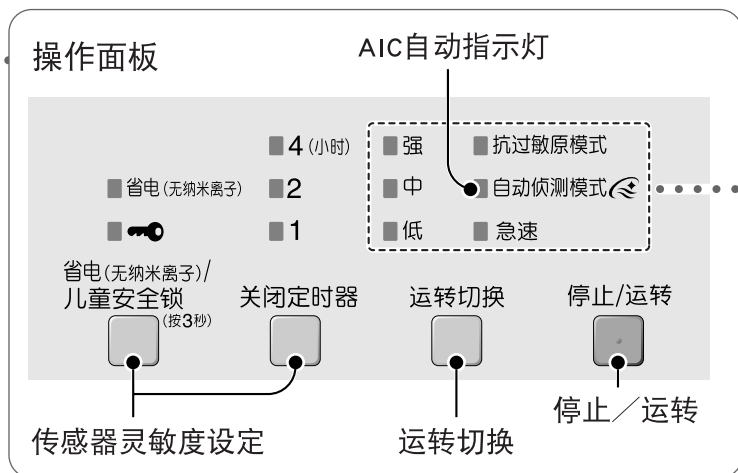 操作面板
AIC自动指示灯
4 (小时)
强
抗过敏原模式
省电(无纳米离子)
2
中
自动侦测模式
1
低
急速
省电(无纳米离子)/
儿童安全锁
(按3秒)
关闭定时器
运转切换
停止/运转
传感器灵敏度设定
运转切换
停止／运转